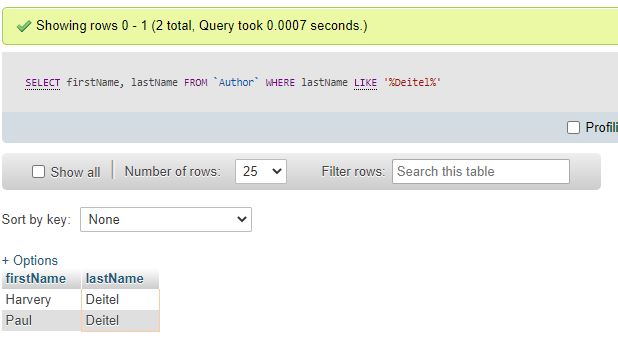 Showing rows 0 - 1 (2 total, Query took 0.0007 seconds.)
SELECT firstName, lastName FROM `Author` WHERE lastName LIKE '%Deitel%'
Profili
Show all Number of rows: 25 Filter rows: Search this table
Sort by key: None
+ Options
firstName lastName
Harvery Deitel
Paul Deitel